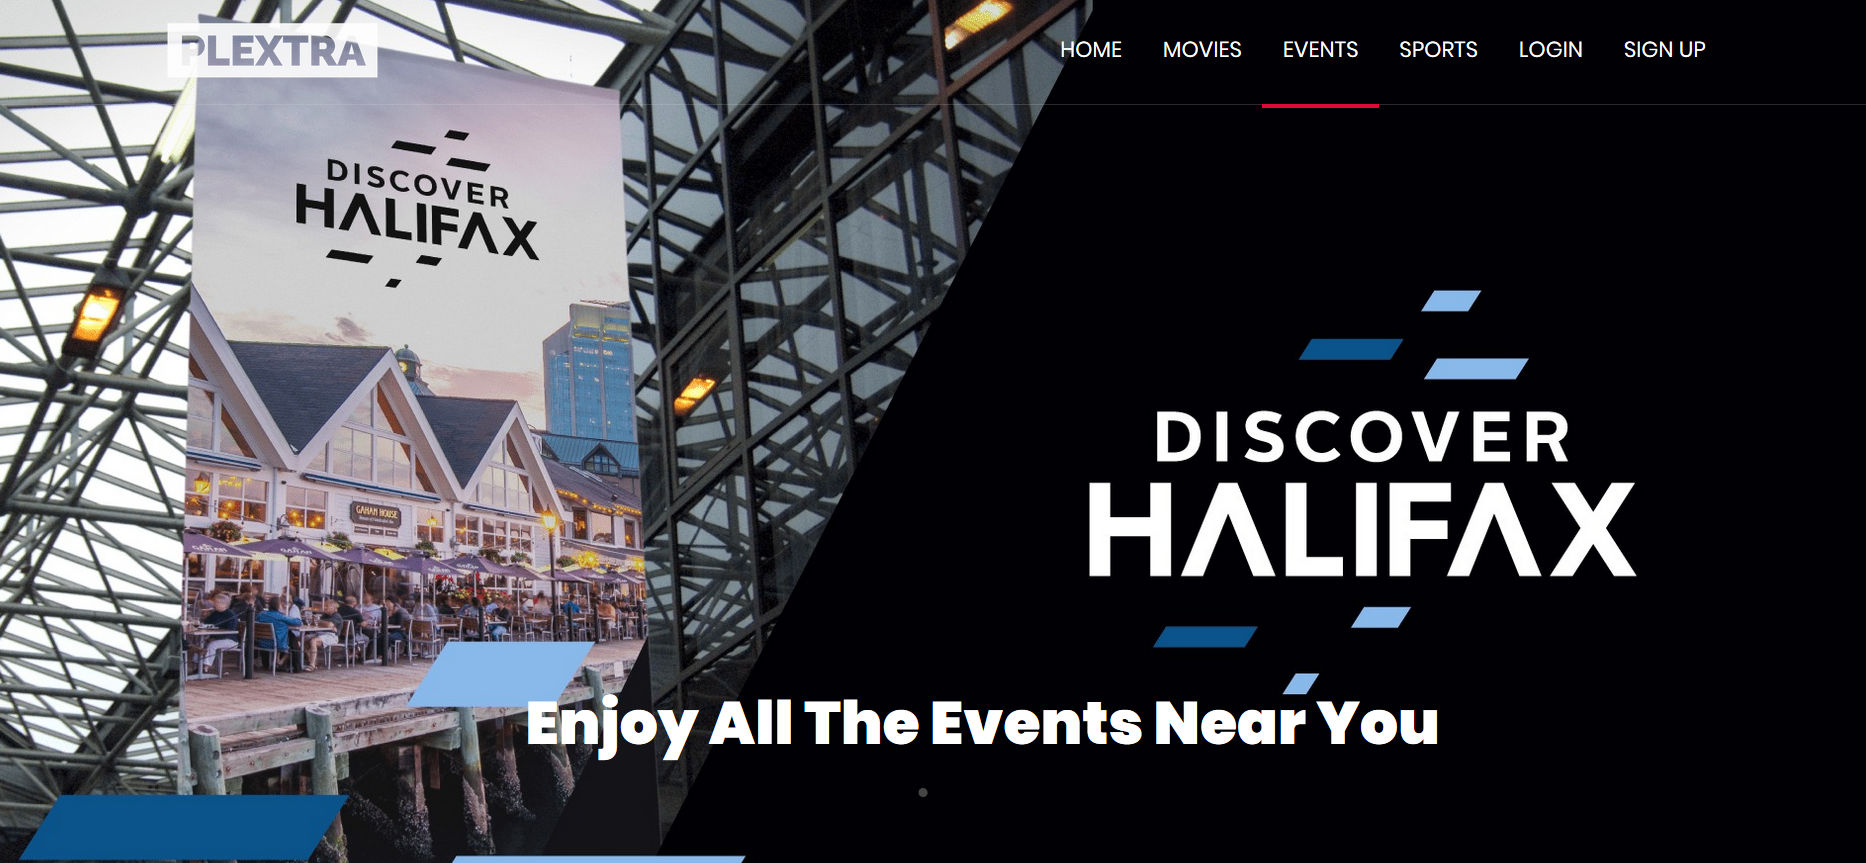 PLEXTRA
HOME MOVIES EVENTS SPORTS LOGIN SIGN UP
DISCOVER
HALIFAX
GAHAN HOUSE
DISCOVER
HALIFAX
Enjoy All The Events Near You